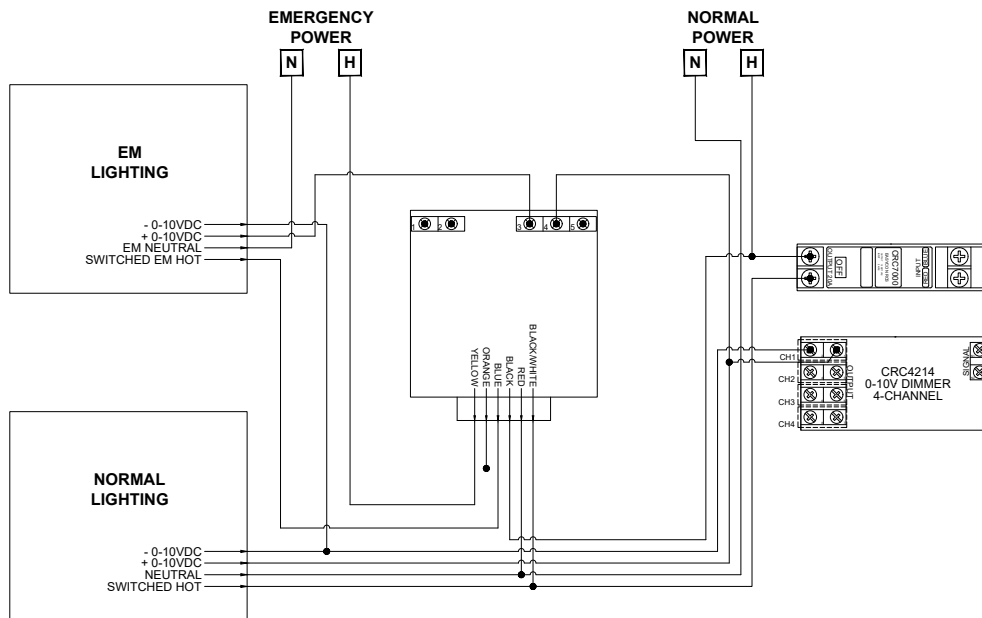 EMERGENCY
POWER
N
H
NORMAL
POWER
N
H
EM
LIGHTING
- 0-10VDC
+ 0-10VDC
EM NEUTRAL
SWITCHED EM HOT
1
2
3
4
5
YELLOW
ORANGE
BLUE
BLACK
RED
BLACK/WHITE
OUTPUT 20A
OFF
CRC7000
INPUT
CH1
CH2
CH3
CH4
OUTPUT
CRC4214
0-10V DIMMER
4-CHANNEL
SIGNAL
NORMAL
LIGHTING
- 0-10VDC
+ 0-10VDC
NEUTRAL
SWITCHED HOT